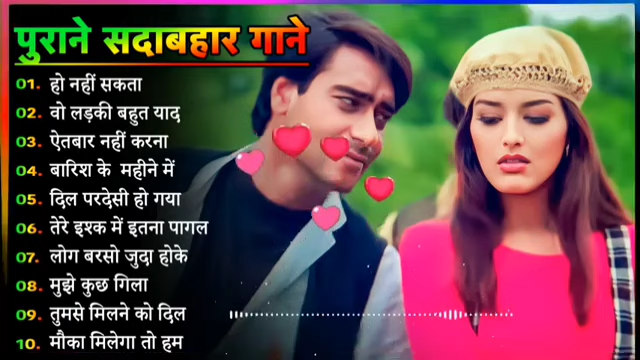 पुराने सदाबहार गाने
01. हो नहीं सकता
02. वो लड़की बहुत याद
03. ऐतबार नहीं करना
04. बारिश के महीने में
05. दिल परदेसी हो गया
06. तेरे इश्क में इतना पागल
07. लोग बरसो जुदा होके
08. मुझे कुछ गिला
09. तुमसे मिलने को दिल
10. मौका मिलेगा तो हम